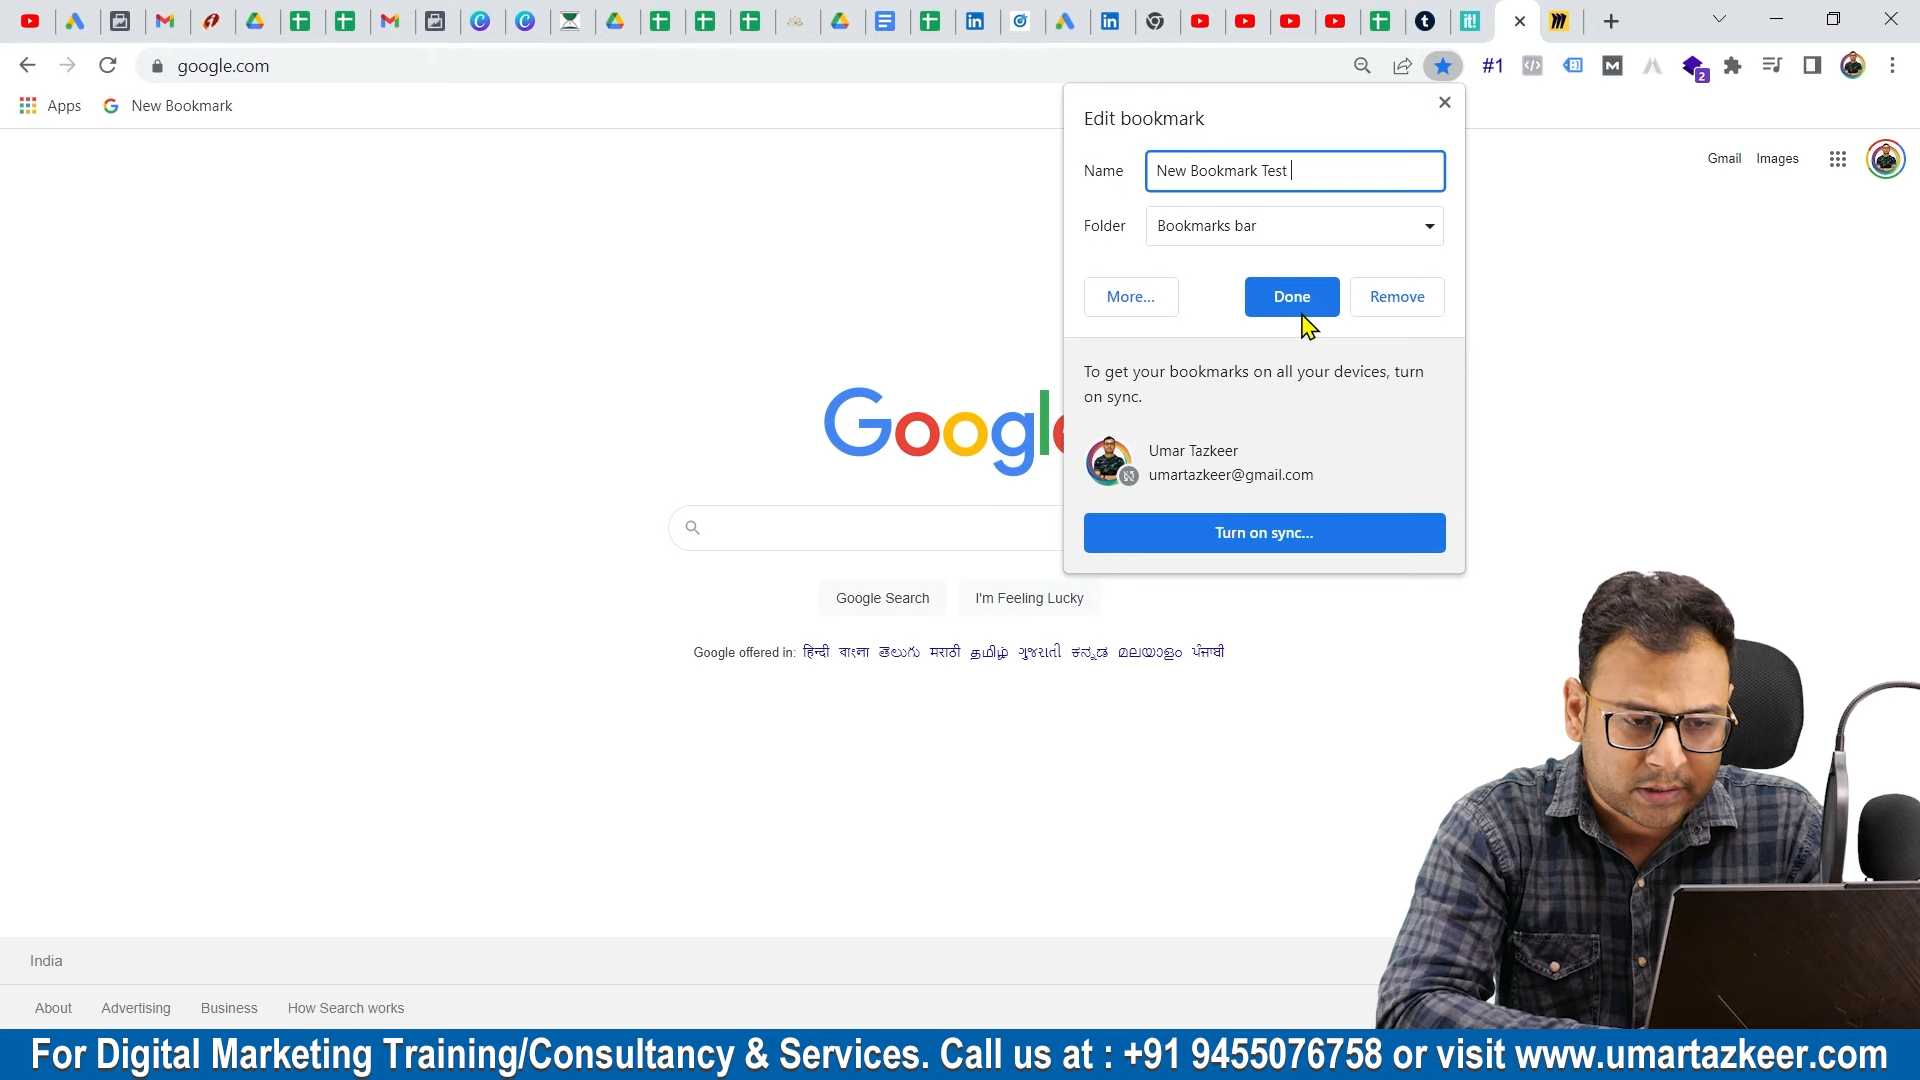 google.com
#1
2
Apps
New Bookmark
Edit bookmark
Name
New Bookmark Test
Folder
Bookmarks bar
More...
Done
Remove
To get your bookmarks on all your devices, turn
on sync.
Umar Tazkeer
umartazkeer@gmail.com
Turn on sync...
Gmail
Images
Google
Google Search
I'm Feeling Lucky
Google offered in: हिन्दी বাংলা తెలుగు मराठी தமிழ் ગુજરાતી ಕನ್ನಡ മലയാളം ਪੰਜਾਬੀ
India
About
Advertising
Business
How Search works
For Digital Marketing Training/Consultancy & Services. Call us at : +91 9455076758 or visit www.umartazkeer.com